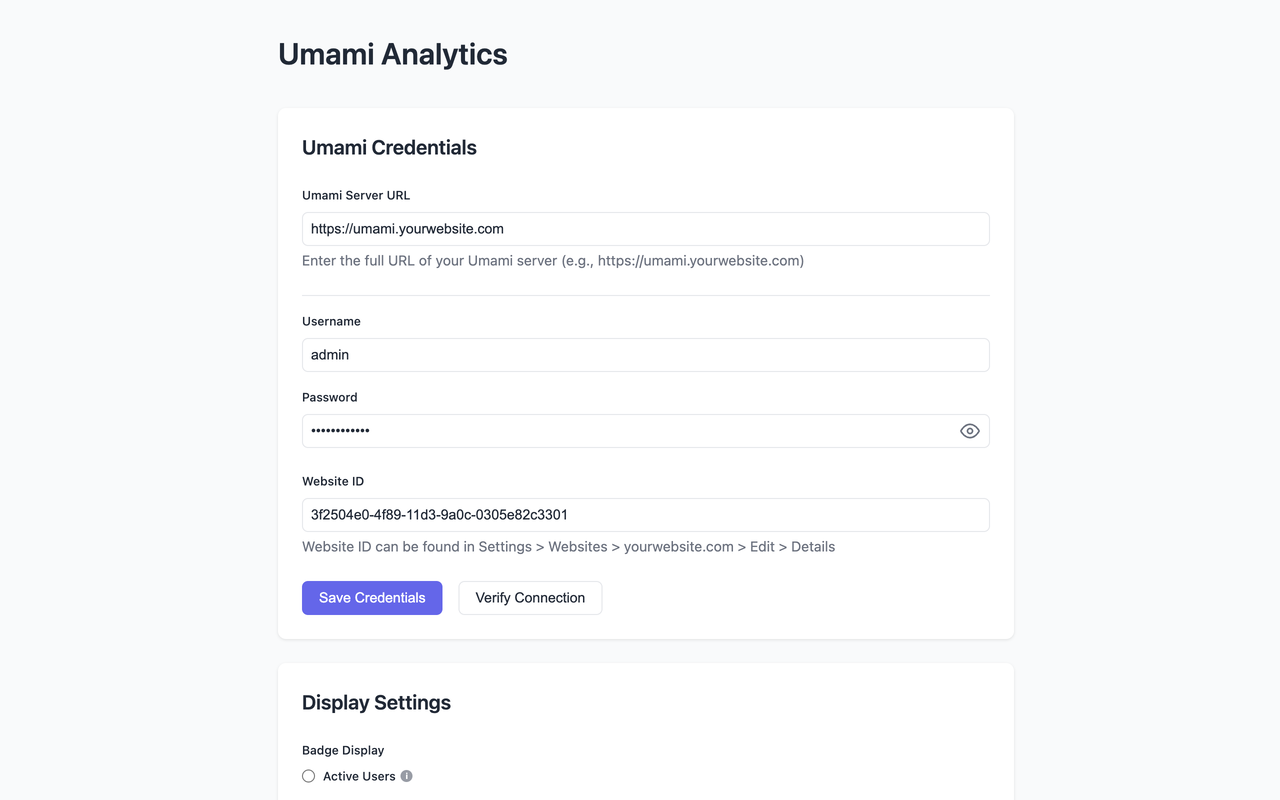 Umami Analytics
Umami Credentials
Umami Server URL
https://umami.yourwebsite.com
Enter the full URL of your Umami server (e.g., https://umami.yourwebsite.com)
Username
admin
Password
••••••••••••
Website ID
3f2504e0-4f89-11d3-9a0c-0305e82c3301
Website ID can be found in Settings > Websites > yourwebsite.com > Edit > Details
Save Credentials Verify Connection
Display Settings
Badge Display
Active Users i